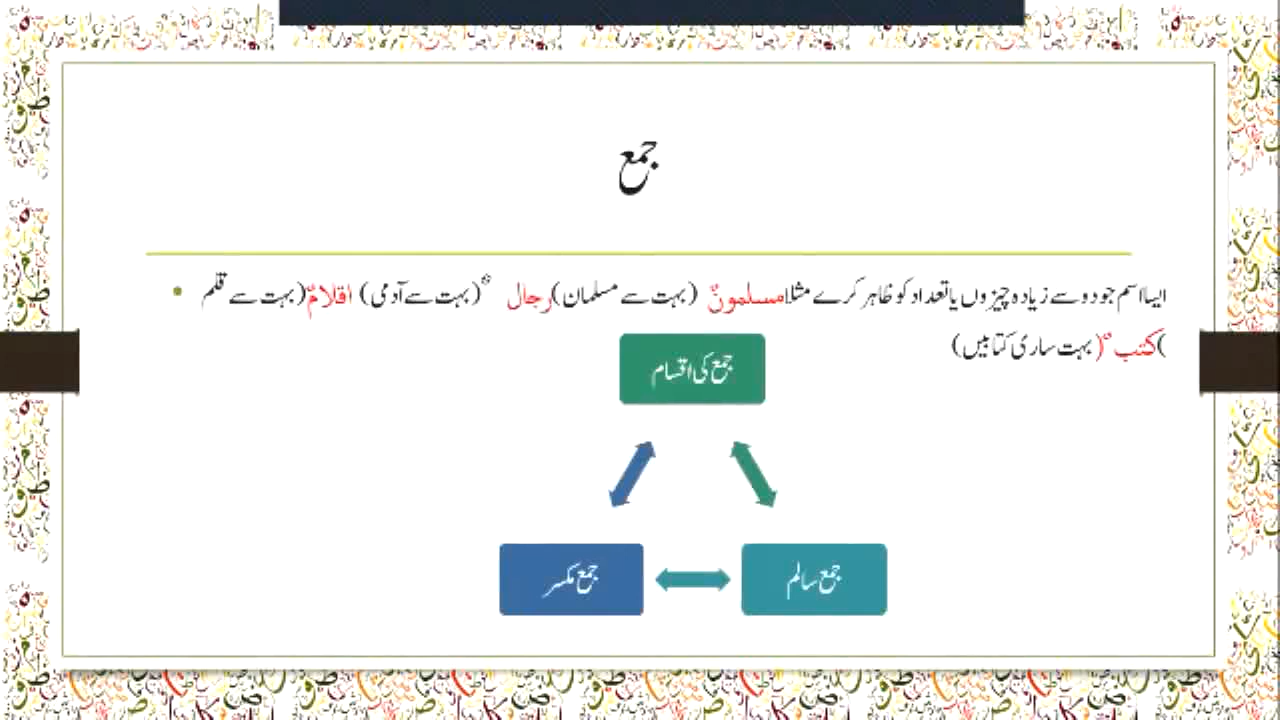 جمع
ایسا اسم جو دو سے زیادہ چیزوں یا تعداد کو ظاہر کرے مثلا مسلمونٌ (بہت سے مسلمان) رجالٌ (بہت سے آدمی) اقلامٌ (بہت سے قلم
) کتبٌ (بہت ساری کتابیں)
جمع کی اقسام
جمع سالم
جمع مکسر